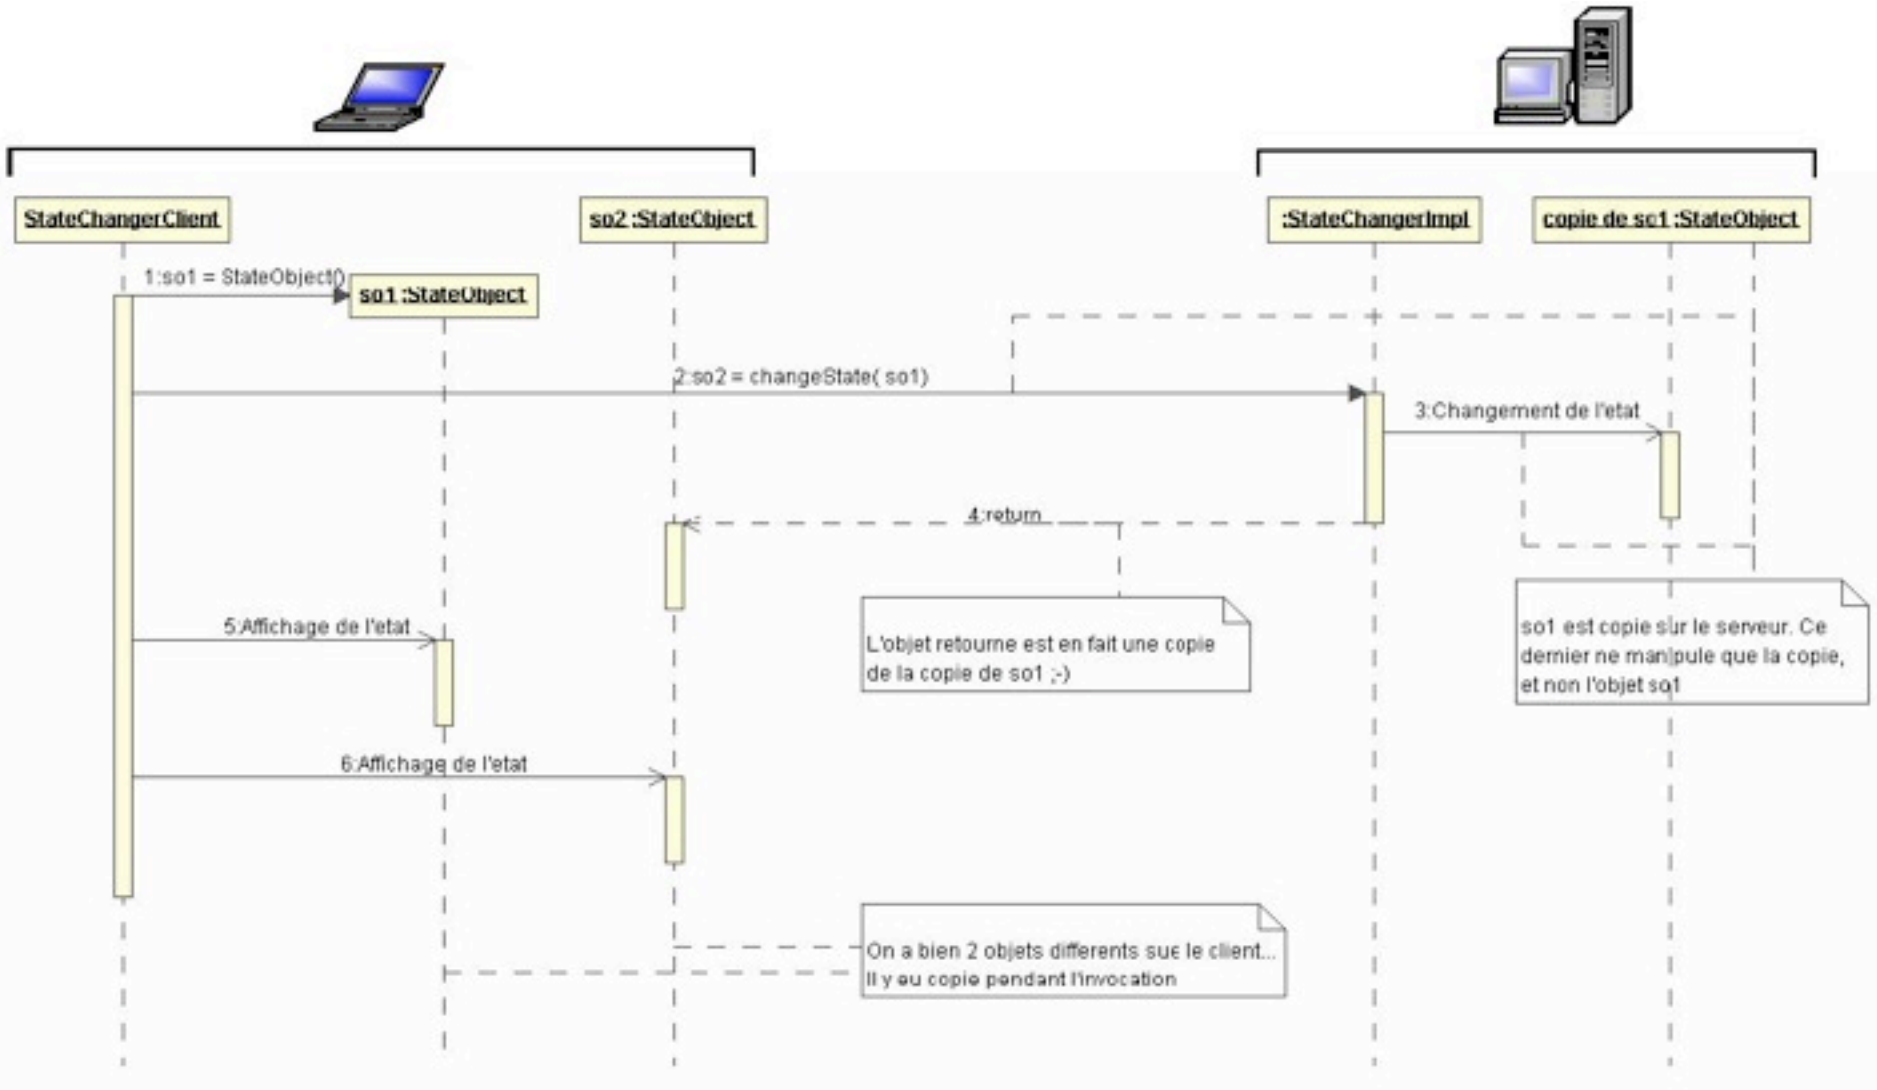 StateChangerClient
so2 :StateObject
:StateChangerImpl
copie de so1 :StateObject
1:so1 = StateObject()
so1 :StateObject
2:so2 = changeState( so1)
3:Changement de l'etat
4:return
5:Affichage de l'etat
L'objet retourne est en fait une copie
de la copie de so1 ;-)
so1 est copie sur le serveur. Ce
dernier ne manipule que la copie,
et non l'objet so1
6:Affichage de l'etat
On a bien 2 objets differents sue le client...
Il y eu copie pendant l'invocation